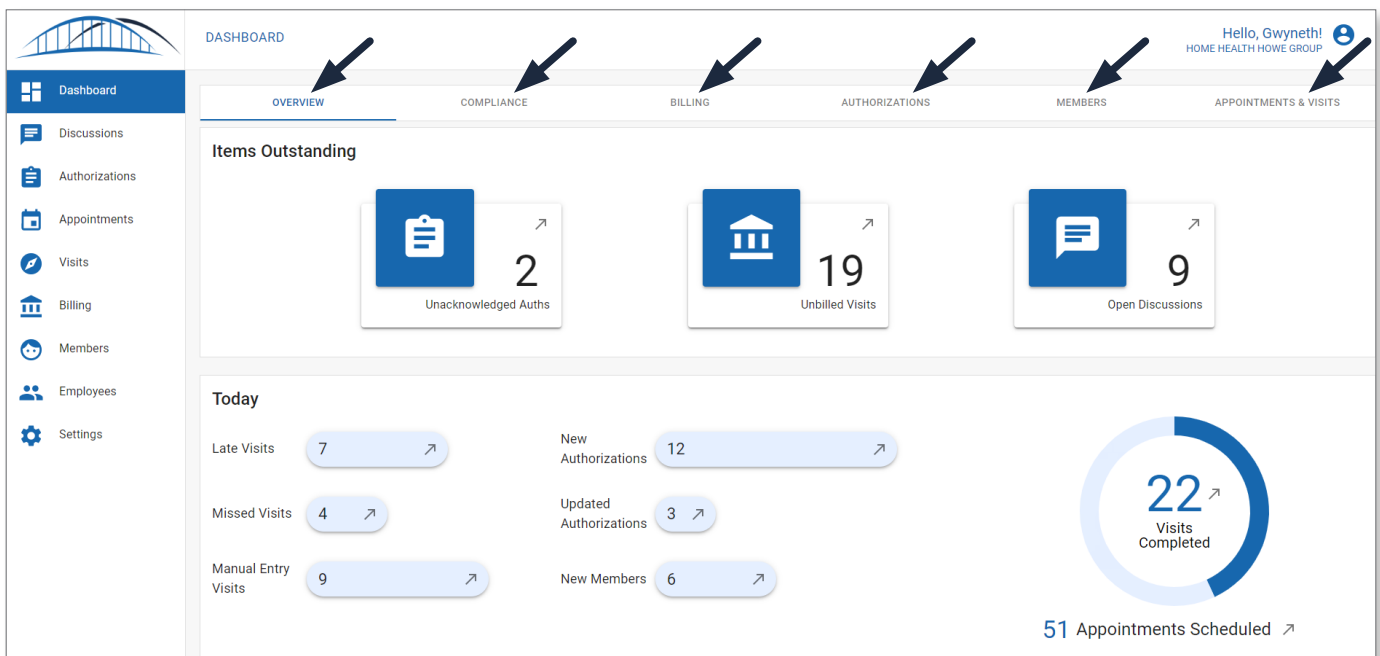 DASHBOARD
Hello, Gwyneth!
HOME HEALTH HOWE GROUP
Dashboard
Discussions
Authorizations
Appointments
Visits
Billing
Members
Employees
Settings
OVERVIEW
COMPLIANCE
BILLING
AUTHORIZATIONS
MEMBERS
APPOINTMENTS & VISITS
Items Outstanding
2
Unacknowledged Auths
19
Unbilled Visits
9
Open Discussions
Today
Late Visits
7
Missed Visits
4
Manual Entry
Visits
9
New
Authorizations
12
Updated
Authorizations
3
New Members
6
22
Visits
Completed
51 Appointments Scheduled